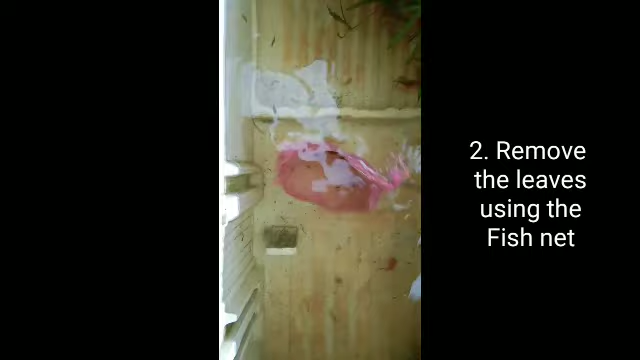 2. Remove
the leaves
using the
Fish net